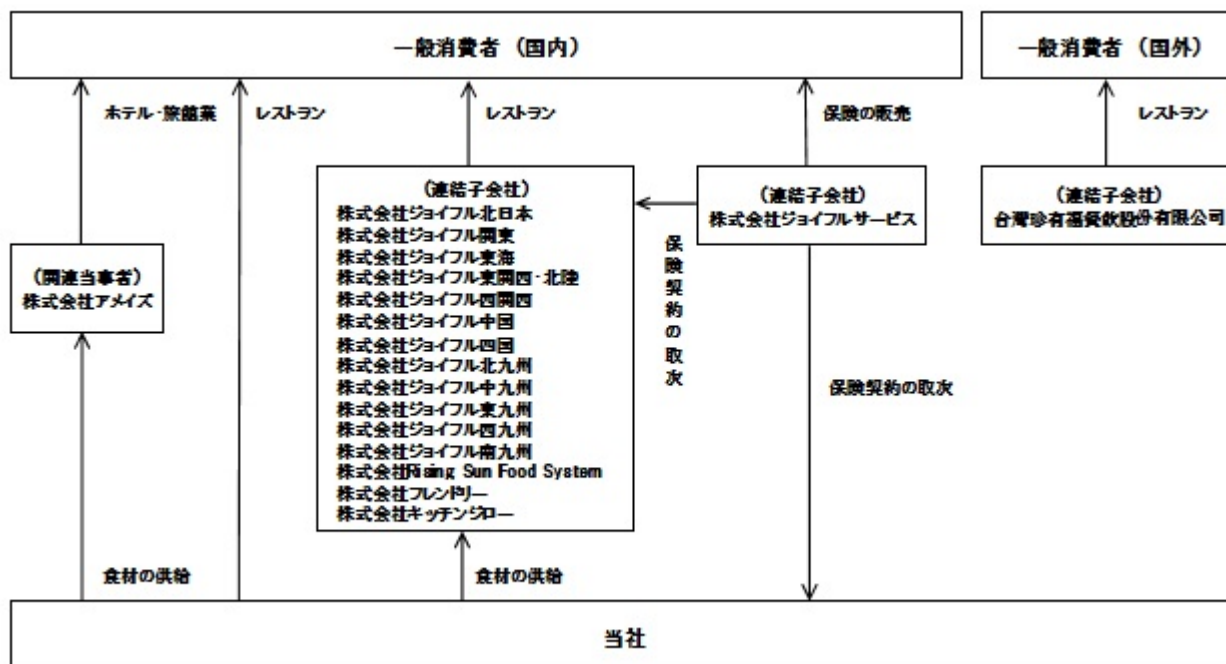 一般消費者（国内）
一般消費者（国外）
ホテル・旅館業
レストラン
レストラン
保険の販売
レストラン
（連結子会社）
株式会社ジョイフル北日本
株式会社ジョイフル関東
株式会社ジョイフル東海
株式会社ジョイフル東関西・北陸
株式会社ジョイフル西関西
株式会社ジョイフル中国
株式会社ジョイフル四国
株式会社ジョイフル北九州
株式会社ジョイフル中九州
株式会社ジョイフル東九州
株式会社ジョイフル西九州
株式会社ジョイフル南九州
株式会社Rising Sun Food System
株式会社フレンドリー
株式会社キッチンジロー
（連結子会社）
株式会社ジョイフルサービス
（連結子会社）
台灣珍有福餐飲股份有限公司
（関連当事者）
株式会社アメイズ
保険契約の取次
保険契約の取次
食材の供給
食材の供給
当社